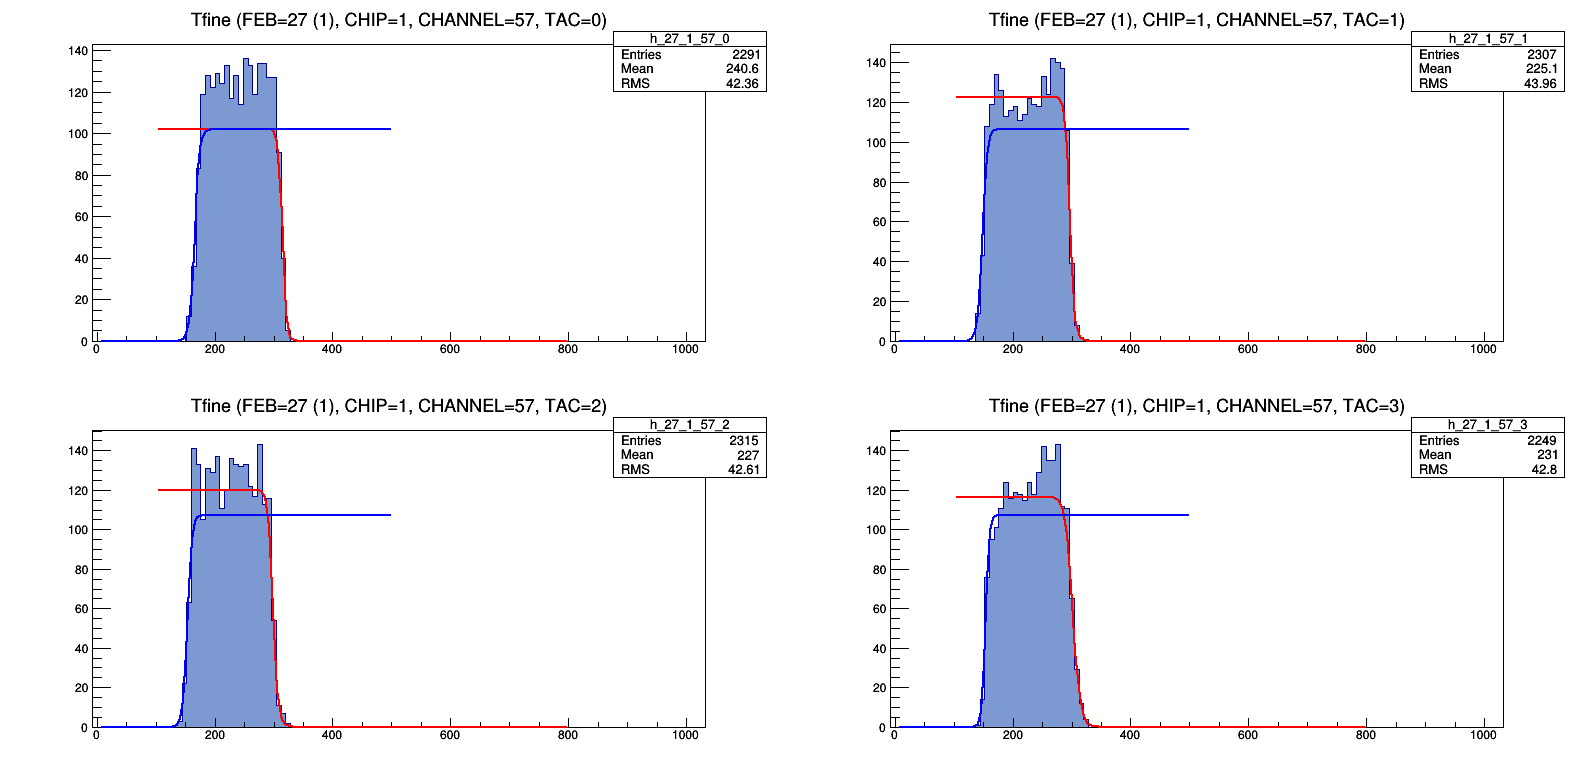 Tfine (FEB=27 (1), CHIP=1, CHANNEL=57, TAC=0)
h_27_1_57_0
Entries 2291
Mean 240.6
RMS 42.36
140
120
100
80
60
40
20
0
0 200 400 600 800 1000
Tfine (FEB=27 (1), CHIP=1, CHANNEL=57, TAC=1)
h_27_1_57_1
Entries 2307
Mean 225.1
RMS 43.96
140
120
100
80
60
40
20
0
0 200 400 600 800 1000
Tfine (FEB=27 (1), CHIP=1, CHANNEL=57, TAC=2)
h_27_1_57_2
Entries 2315
Mean 227
RMS 42.61
140
120
100
80
60
40
20
0
0 200 400 600 800 1000
Tfine (FEB=27 (1), CHIP=1, CHANNEL=57, TAC=3)
h_27_1_57_3
Entries 2249
Mean 231
RMS 42.8
140
120
100
80
60
40
20
0
0 200 400 600 800 1000